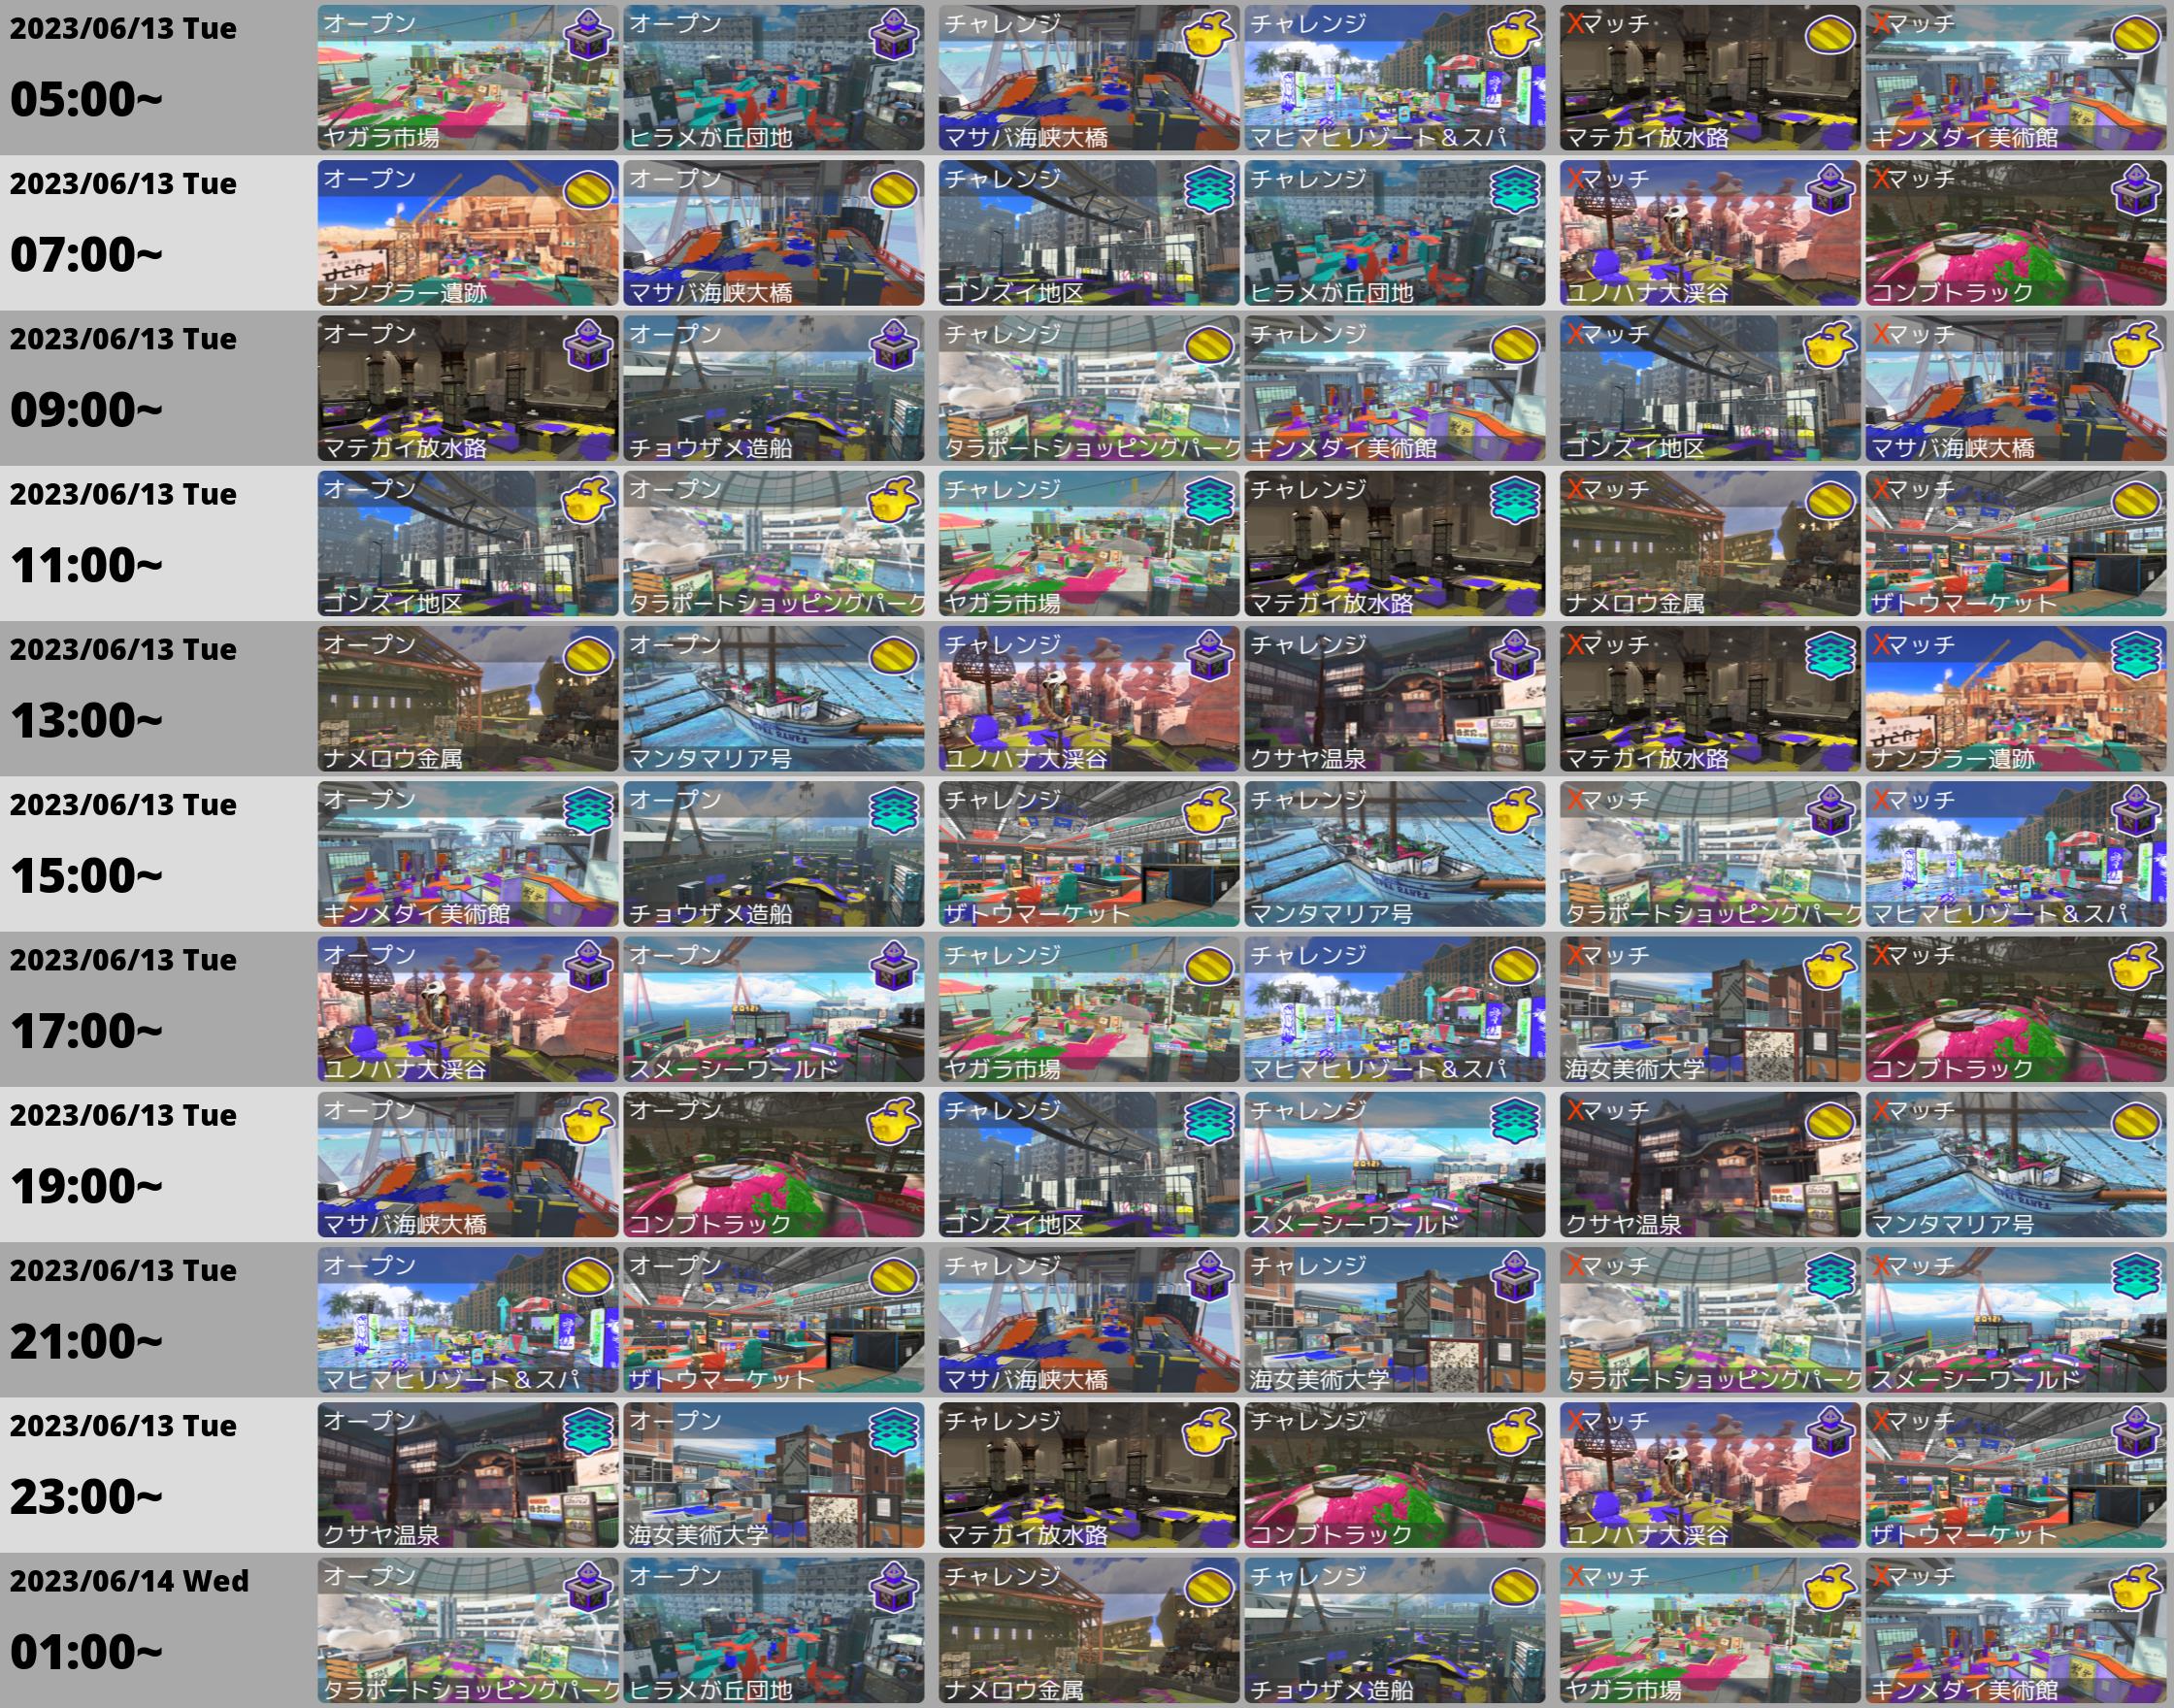 2023/06/13 Tue
05:00~
オープン
ヤガラ市場
オープン
ヒラメが丘団地
チャレンジ
マサバ海峡大橋
チャレンジ
マヒマヒリゾート＆スパ
Xマッチ
マテガイ放水路
Xマッチ
キンメダイ美術館
2023/06/13 Tue
07:00~
オープン
ナンプラー遺跡
オープン
マサバ海峡大橋
チャレンジ
ゴンズイ地区
チャレンジ
ヒラメが丘団地
Xマッチ
ユノハナ大渓谷
Xマッチ
コンブトラック
2023/06/13 Tue
09:00~
オープン
マテガイ放水路
オープン
チョウザメ造船
チャレンジ
タラポートショッピングパーク
チャレンジ
キンメダイ美術館
Xマッチ
ゴンズイ地区
Xマッチ
マサバ海峡大橋
2023/06/13 Tue
11:00~
オープン
ゴンズイ地区
オープン
タラポートショッピングパーク
チャレンジ
ヤガラ市場
チャレンジ
マテガイ放水路
Xマッチ
ナメロウ金属
Xマッチ
ザトウマーケット
2023/06/13 Tue
13:00~
オープン
ナメロウ金属
オープン
マンタマリア号
チャレンジ
ユノハナ大渓谷
チャレンジ
クサヤ温泉
Xマッチ
マテガイ放水路
Xマッチ
ナンプラー遺跡
2023/06/13 Tue
15:00~
オープン
キンメダイ美術館
オープン
チョウザメ造船
チャレンジ
ザトウマーケット
チャレンジ
マンタマリア号
Xマッチ
タラポートショッピングパーク
Xマッチ
マヒマヒリゾート＆スパ
2023/06/13 Tue
17:00~
オープン
ユノハナ大渓谷
オープン
スメーシーワールド
チャレンジ
ヤガラ市場
チャレンジ
マヒマヒリゾート＆スパ
Xマッチ
海女美術大学
Xマッチ
コンブトラック
2023/06/13 Tue
19:00~
オープン
マサバ海峡大橋
オープン
コンブトラック
チャレンジ
ゴンズイ地区
チャレンジ
スメーシーワールド
Xマッチ
クサヤ温泉
Xマッチ
マンタマリア号
2023/06/13 Tue
21:00~
オープン
マヒマヒリゾート＆スパ
オープン
ザトウマーケット
チャレンジ
マサバ海峡大橋
チャレンジ
海女美術大学
Xマッチ
タラポートショッピングパーク
Xマッチ
スメーシーワールド
2023/06/13 Tue
23:00~
オープン
クサヤ温泉
オープン
海女美術大学
チャレンジ
マテガイ放水路
チャレンジ
コンブトラック
Xマッチ
ユノハナ大渓谷
Xマッチ
ザトウマーケット
2023/06/14 Wed
01:00~
オープン
タラポートショッピングパーク
オープン
ヒラメが丘団地
チャレンジ
ナメロウ金属
チャレンジ
チョウザメ造船
Xマッチ
ヤガラ市場
Xマッチ
キンメダイ美術館